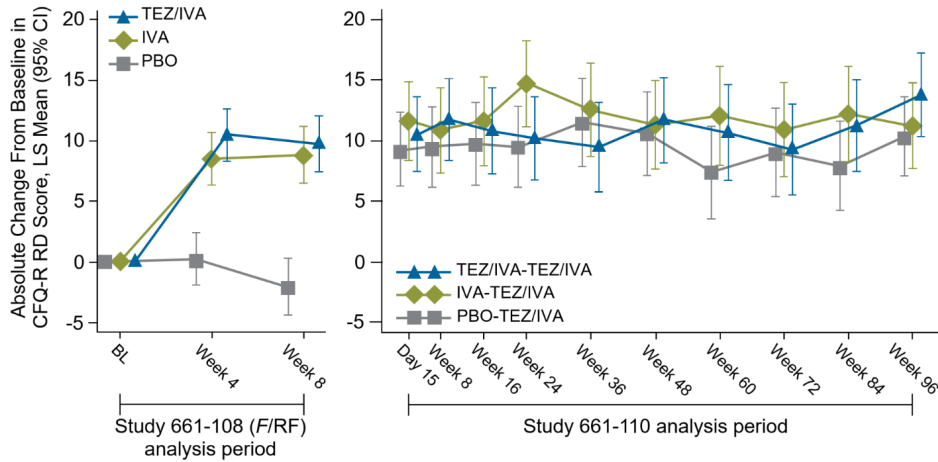 Absolute Change From Baseline in
CFQ-R RD Score, LS Mean (95% CI)
20
15
10
5
0
-5
TEZ/IVA
IVA
PBO
BL
Week 4
Week 8
Study 661-108 (F/RF)
analysis period
20
15
10
5
0
-5
TEZ/IVA-TEZ/IVA
IVA-TEZ/IVA
PBO-TEZ/IVA
Day 15
Week 8
Week 16
Week 24
Week 36
Week 48
Week 60
Week 72
Week 84
Week 96
Study 661-110 analysis period